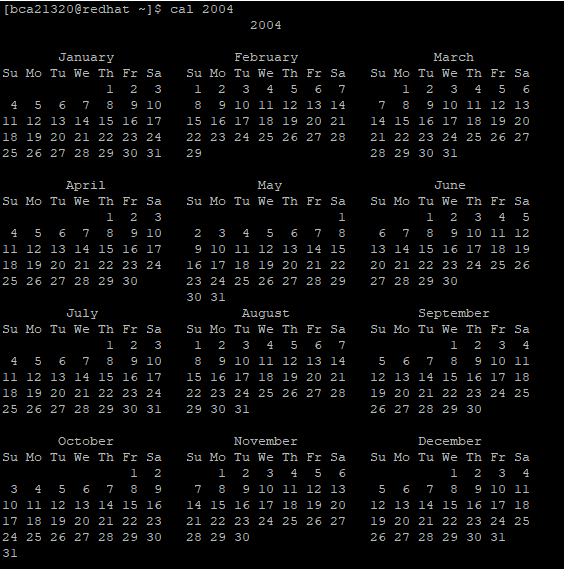 [bca21320@redhat ~]$ cal 2004
                               2004

       January               February                 March
Su Mo Tu We Th Fr Sa   Su Mo Tu We Th Fr Sa   Su Mo Tu We Th Fr Sa
             1  2  3    1  2  3  4  5  6  7       1  2  3  4  5  6
 4  5  6  7  8  9 10    8  9 10 11 12 13 14    7  8  9 10 11 12 13
11 12 13 14 15 16 17   15 16 17 18 19 20 21   14 15 16 17 18 19 20
18 19 20 21 22 23 24   22 23 24 25 26 27 28   21 22 23 24 25 26 27
25 26 27 28 29 30 31   29                     28 29 30 31

        April                   May                   June
Su Mo Tu We Th Fr Sa   Su Mo Tu We Th Fr Sa   Su Mo Tu We Th Fr Sa
             1  2  3                      1          1  2  3  4  5
 4  5  6  7  8  9 10    2  3  4  5  6  7  8    6  7  8  9 10 11 12
11 12 13 14 15 16 17    9 10 11 12 13 14 15   13 14 15 16 17 18 19
18 19 20 21 22 23 24   16 17 18 19 20 21 22   20 21 22 23 24 25 26
25 26 27 28 29 30      23 24 25 26 27 28 29   27 28 29 30
                       30 31
        July                  August                September
Su Mo Tu We Th Fr Sa   Su Mo Tu We Th Fr Sa   Su Mo Tu We Th Fr Sa
             1  2  3    1  2  3  4  5  6  7             1  2  3  4
 4  5  6  7  8  9 10    8  9 10 11 12 13 14    5  6  7  8  9 10 11
11 12 13 14 15 16 17   15 16 17 18 19 20 21   12 13 14 15 16 17 18
18 19 20 21 22 23 24   22 23 24 25 26 27 28   19 20 21 22 23 24 25
25 26 27 28 29 30 31   29 30 31               26 27 28 29 30

       October               November               December
Su Mo Tu We Th Fr Sa   Su Mo Tu We Th Fr Sa   Su Mo Tu We Th Fr Sa
                1  2       1  2  3  4  5  6             1  2  3  4
 3  4  5  6  7  8  9    7  8  9 10 11 12 13    5  6  7  8  9 10 11
10 11 12 13 14 15 16   14 15 16 17 18 19 20   12 13 14 15 16 17 18
17 18 19 20 21 22 23   21 22 23 24 25 26 27   19 20 21 22 23 24 25
24 25 26 27 28 29 30   28 29 30               26 27 28 29 30 31
31